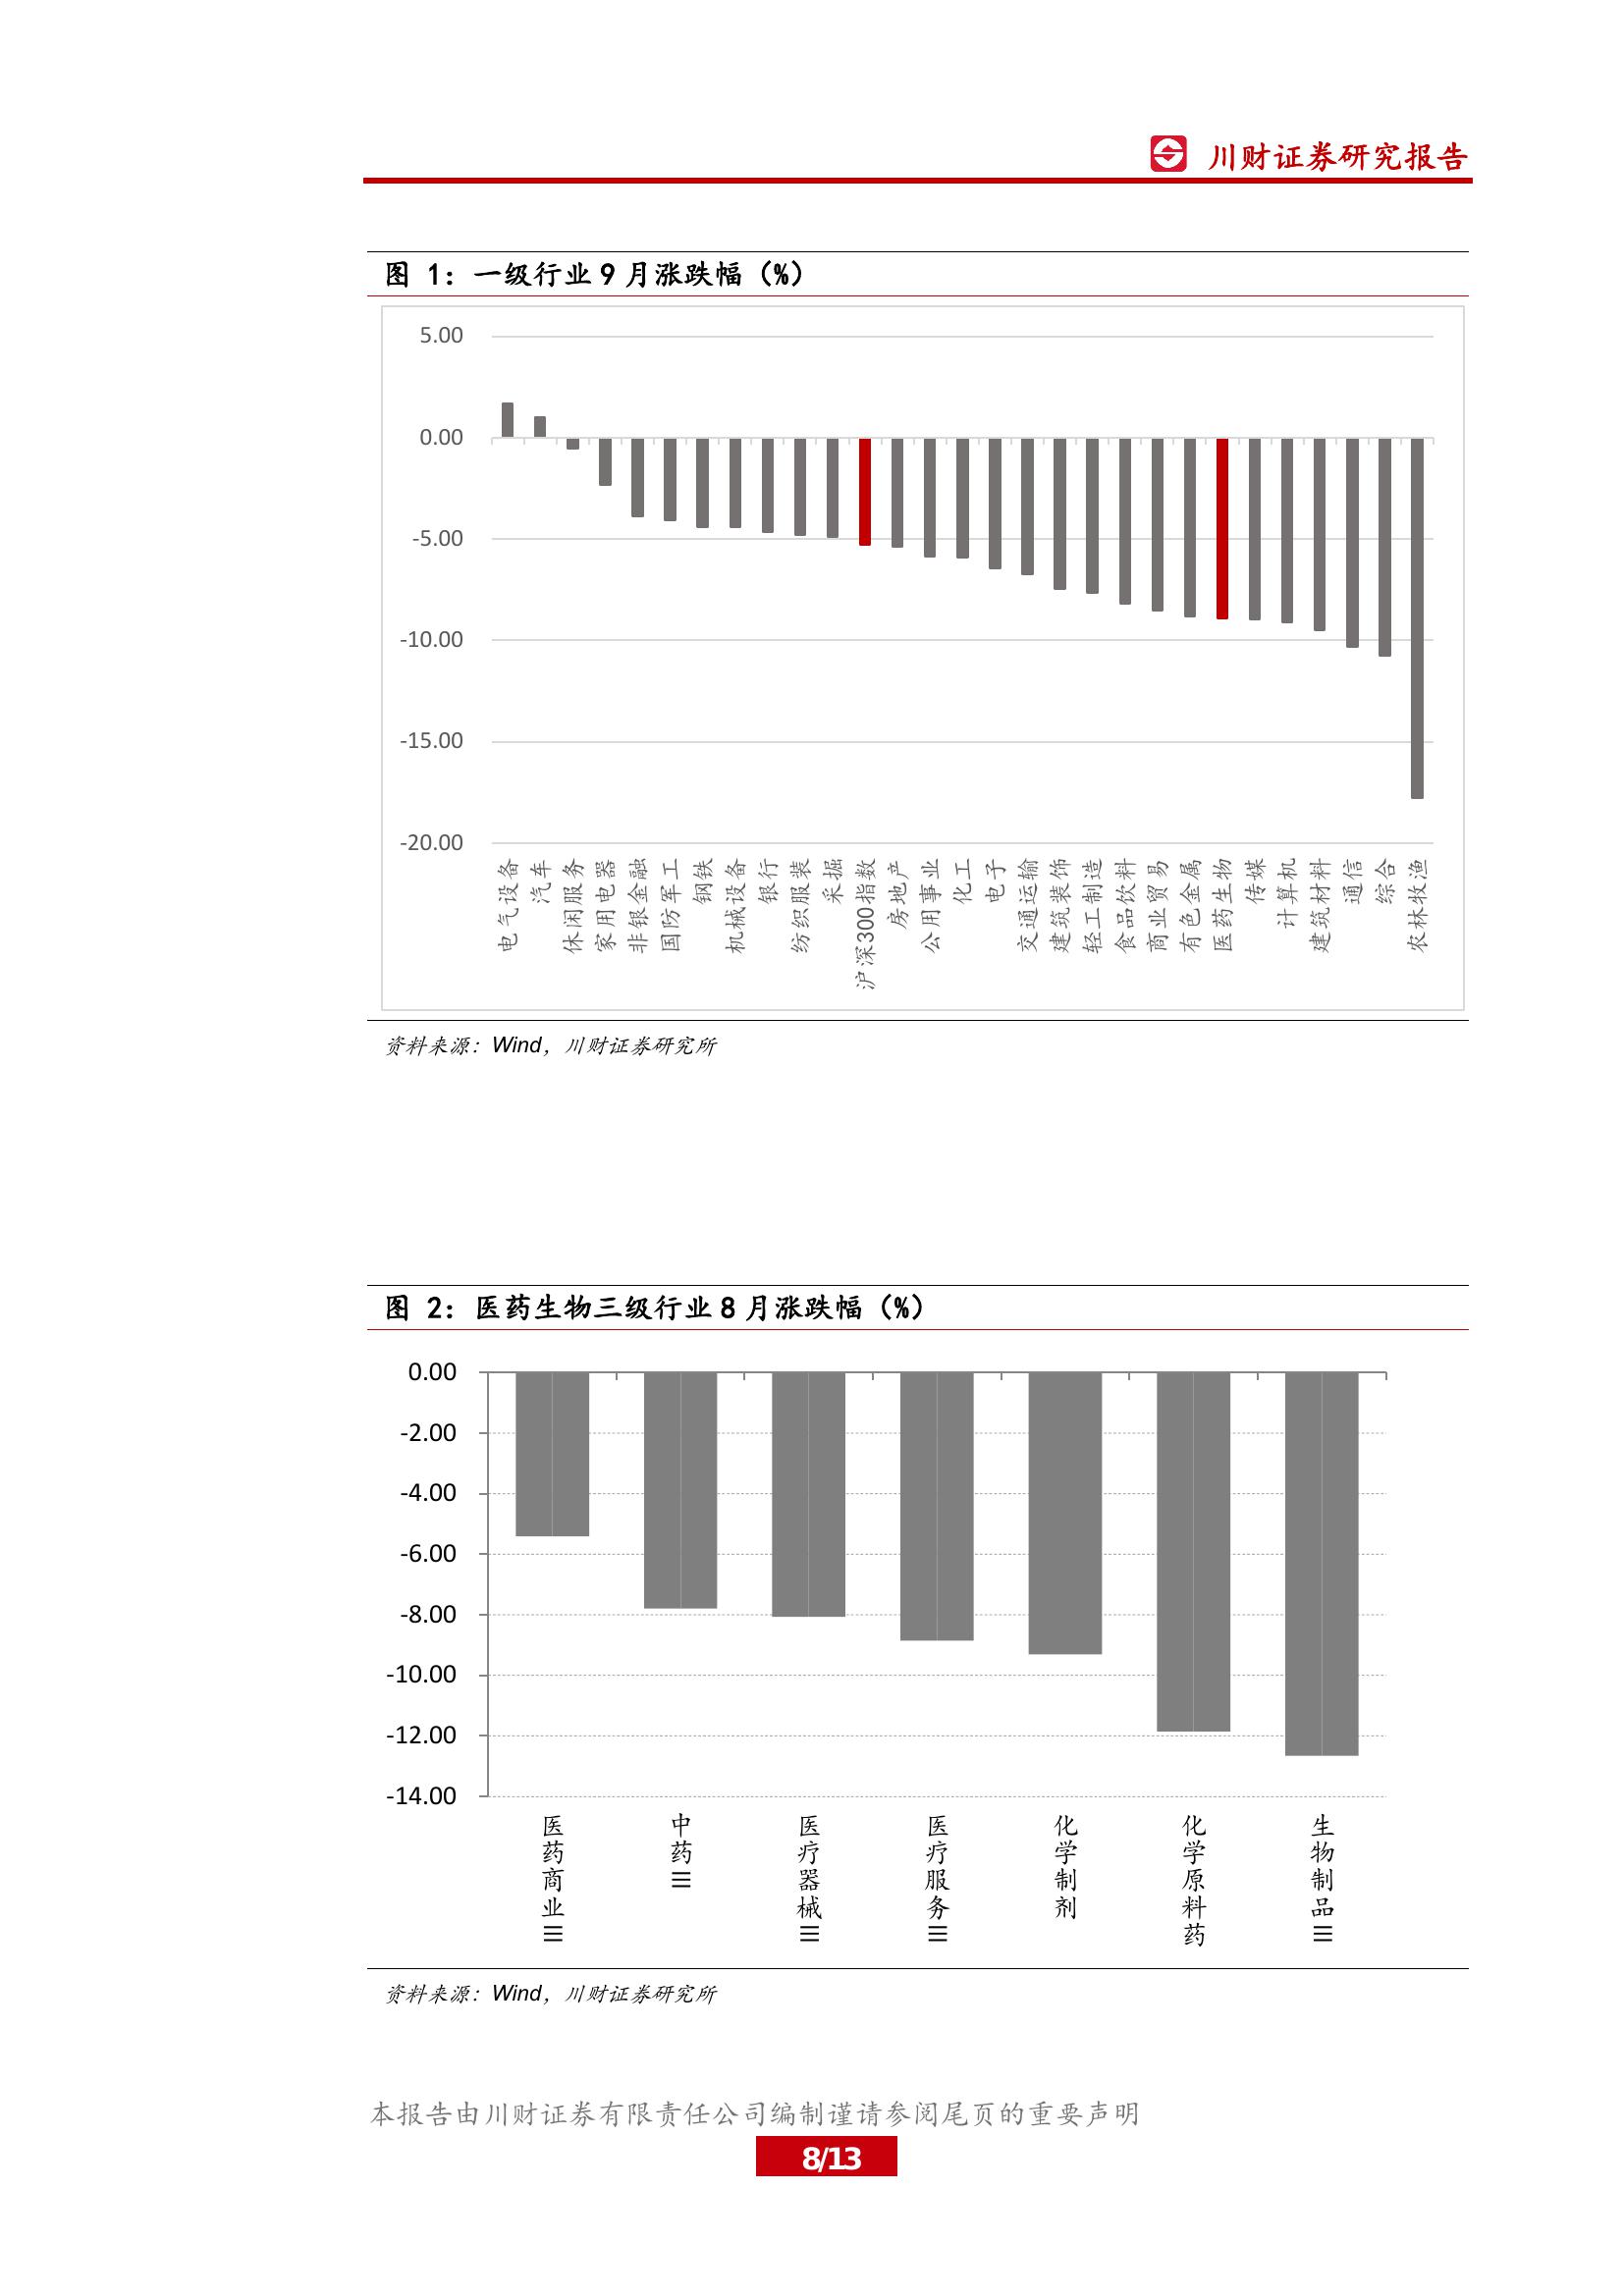 川财证券研究报告
图 1：一级行业 9 月涨跌幅（%）
5.00
0.00
-5.00
-10.00
-15.00
-20.00
电气设备
汽车
休闲服务
家用电器
非银金融
国防军工
钢铁
机械设备
银行
纺织服装
采掘
沪深300指数
房地产
公用事业
化工
电子
交通运输
建筑装饰
轻工制造
食品饮料
商业贸易
有色金属
医药生物
传媒
计算机
建筑材料
通信
综合
农林牧渔
资料来源：Wind，川财证券研究所
图 2：医药生物三级行业 8 月涨跌幅（%）
0.00
-2.00
-4.00
-6.00
-8.00
-10.00
-12.00
-14.00
医药商业Ⅲ
中药Ⅲ
医疗器械Ⅲ
医疗服务Ⅲ
化学制剂
化学原料药
生物制品Ⅲ
资料来源：Wind，川财证券研究所
本报告由川财证券有限责任公司编制谨请参阅尾页的重要声明
8/13